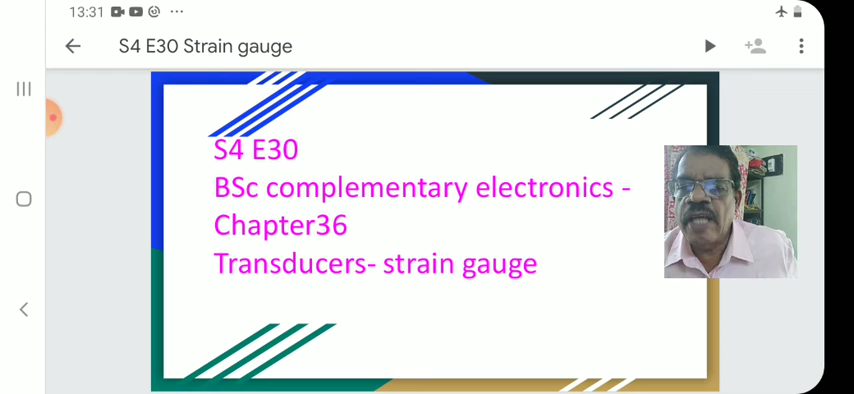 13:31
S4 E30 Strain gauge
S4 E30
BSc complementary electronics -
Chapter36
Transducers- strain gauge